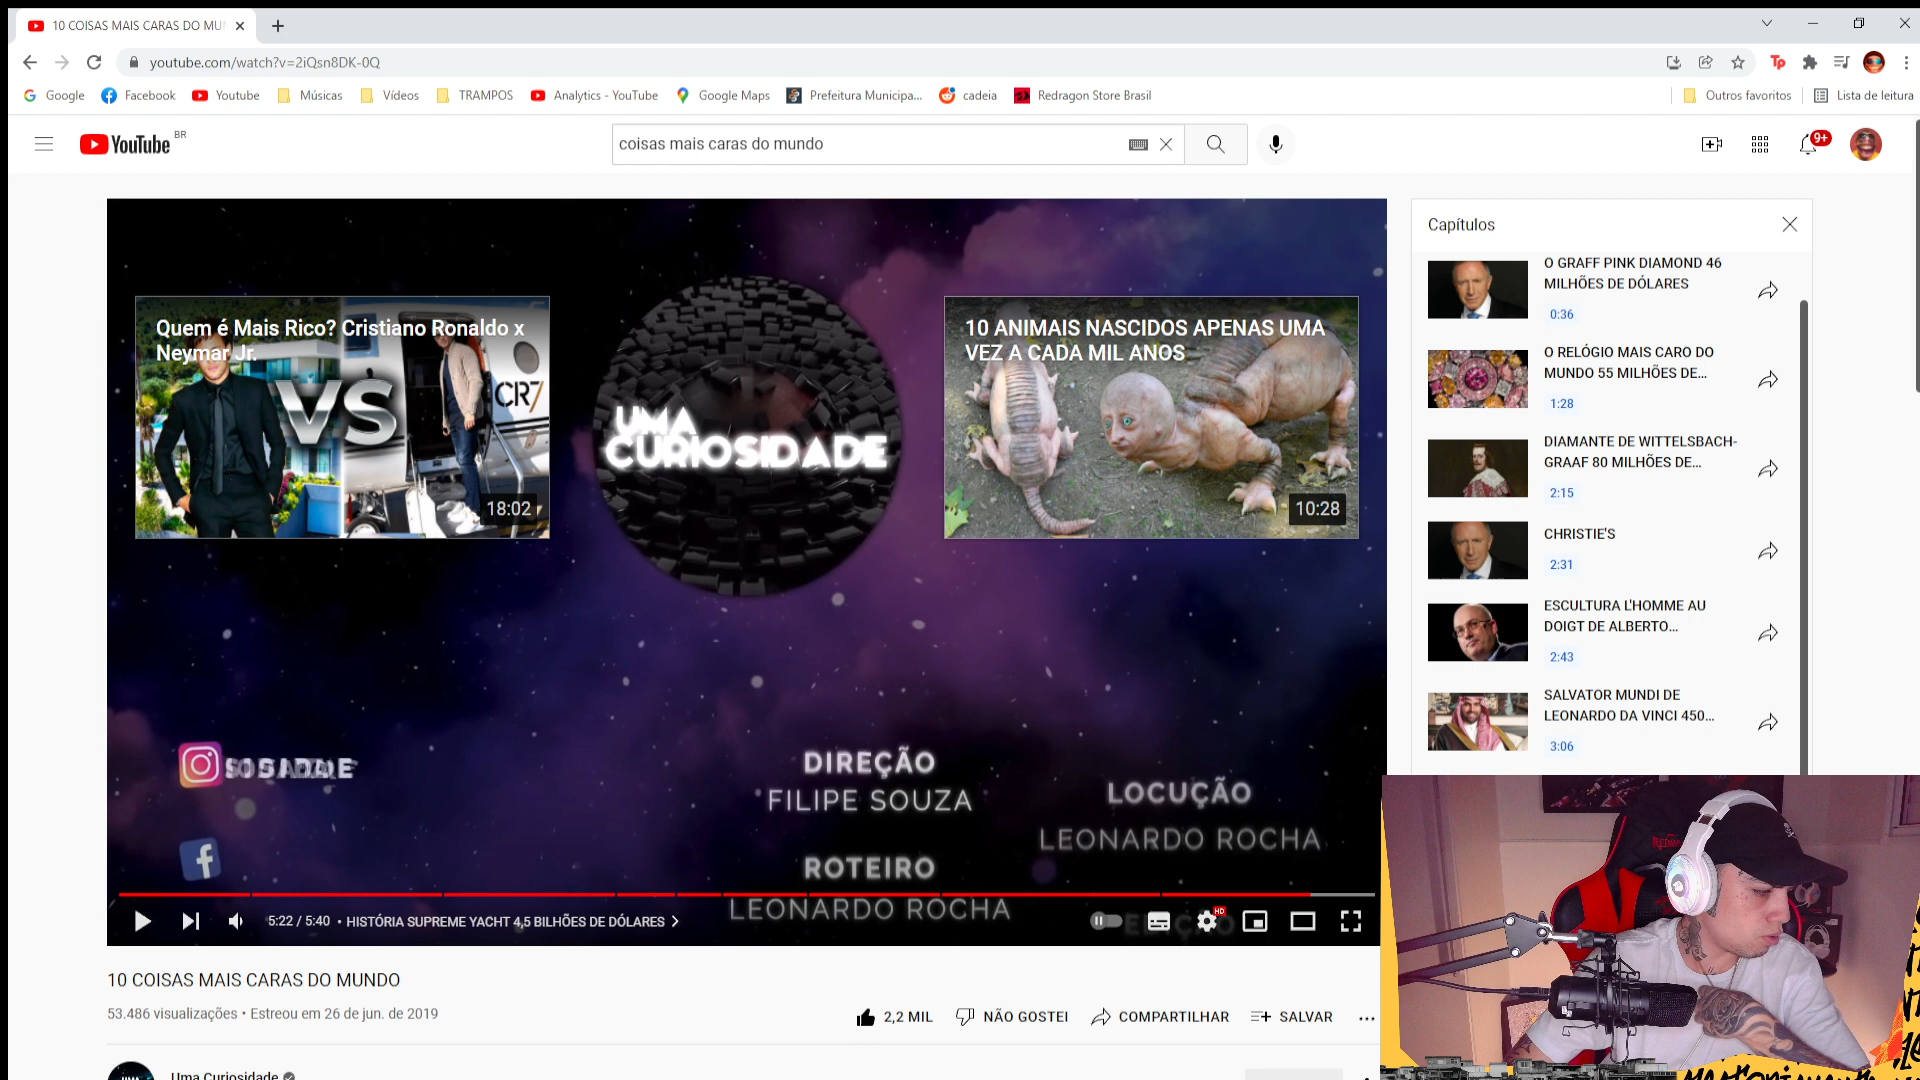 10 COISAS MAIS CARAS DO MU
youtube.com/watch?v=2iQsn8DK-0Q
Google
Facebook
Youtube
Músicas
Vídeos
TRAMPOS
Analytics - YouTube
Google Maps
Prefeitura Municipa...
cadeia
Redragon Store Brasil
Outros favoritos
Lista de leitura
YouTube BR
coisas mais caras do mundo
9+
Quem é Mais Rico? Cristiano Ronaldo x
Neymar Jr.
VS
CR7
18:02
UMA
CURIOSIDADE
10 ANIMAIS NASCIDOS APENAS UMA
VEZ A CADA MIL ANOS
10:28
DIREÇÃO
FILIPE SOUZA
LOCUÇÃO
LEONARDO ROCHA
ROTEIRO
LEONARDO ROCHA
5:22 / 5:40 • HISTÓRIA SUPREME YACHT 4,5 BILHÕES DE DÓLARES
HD
10 COISAS MAIS CARAS DO MUNDO
53.486 visualizações • Estreou em 26 de jun. de 2019
2,2 MIL
NÃO GOSTEI
COMPARTILHAR
SALVAR
Uma Curiosidade
Capítulos
O GRAFF PINK DIAMOND 46
MILHÕES DE DÓLARES
0:36
O RELÓGIO MAIS CARO DO
MUNDO 55 MILHÕES DE...
1:28
DIAMANTE DE WITTELSBACH-
GRAAF 80 MILHÕES DE...
2:15
CHRISTIE'S
2:31
ESCULTURA L'HOMME AU
DOIGT DE ALBERTO...
2:43
SALVATOR MUNDI DE
LEONARDO DA VINCI 450...
3:06